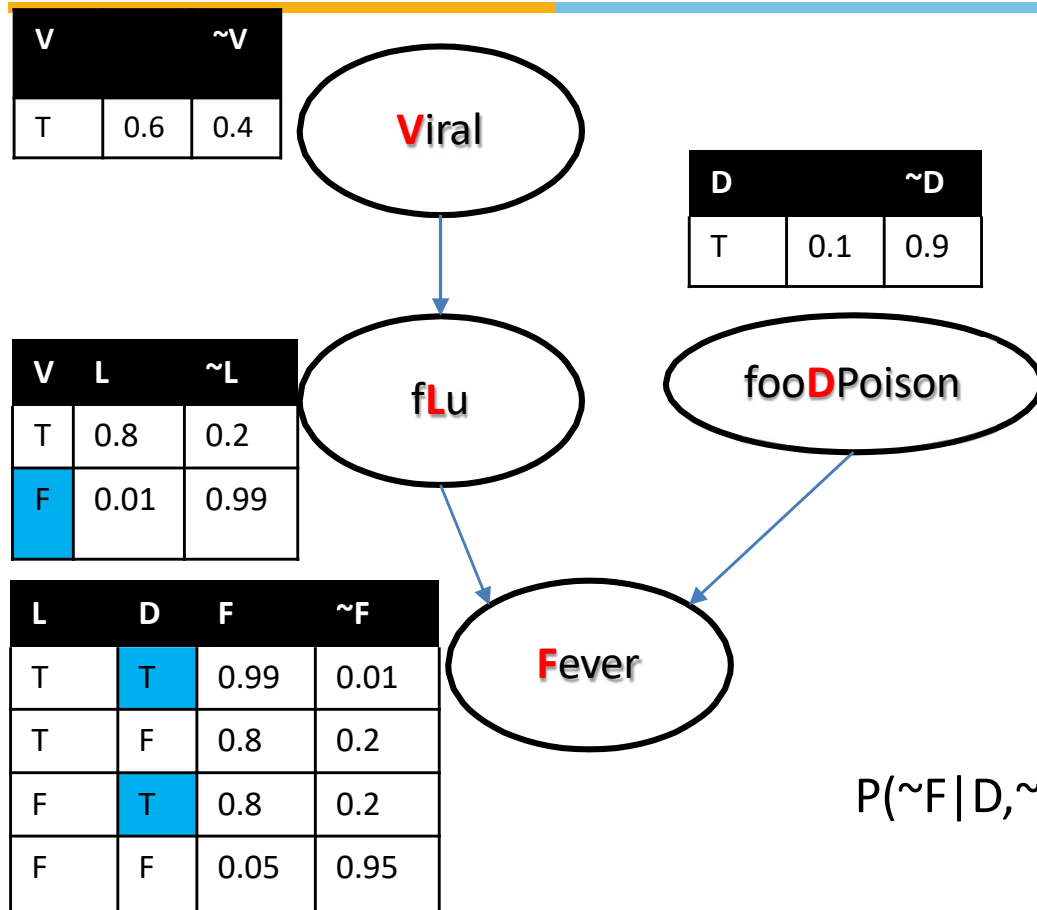 V ~V
T 0.6 0.4
Viral
D ~D
T 0.1 0.9
V L ~L
T 0.8 0.2
F 0.01 0.99
fLu
fooDPoison
L D F ~F
T T 0.99 0.01
T F 0.8 0.2
F T 0.8 0.2
F F 0.05 0.95
Fever
P(~F|D,~